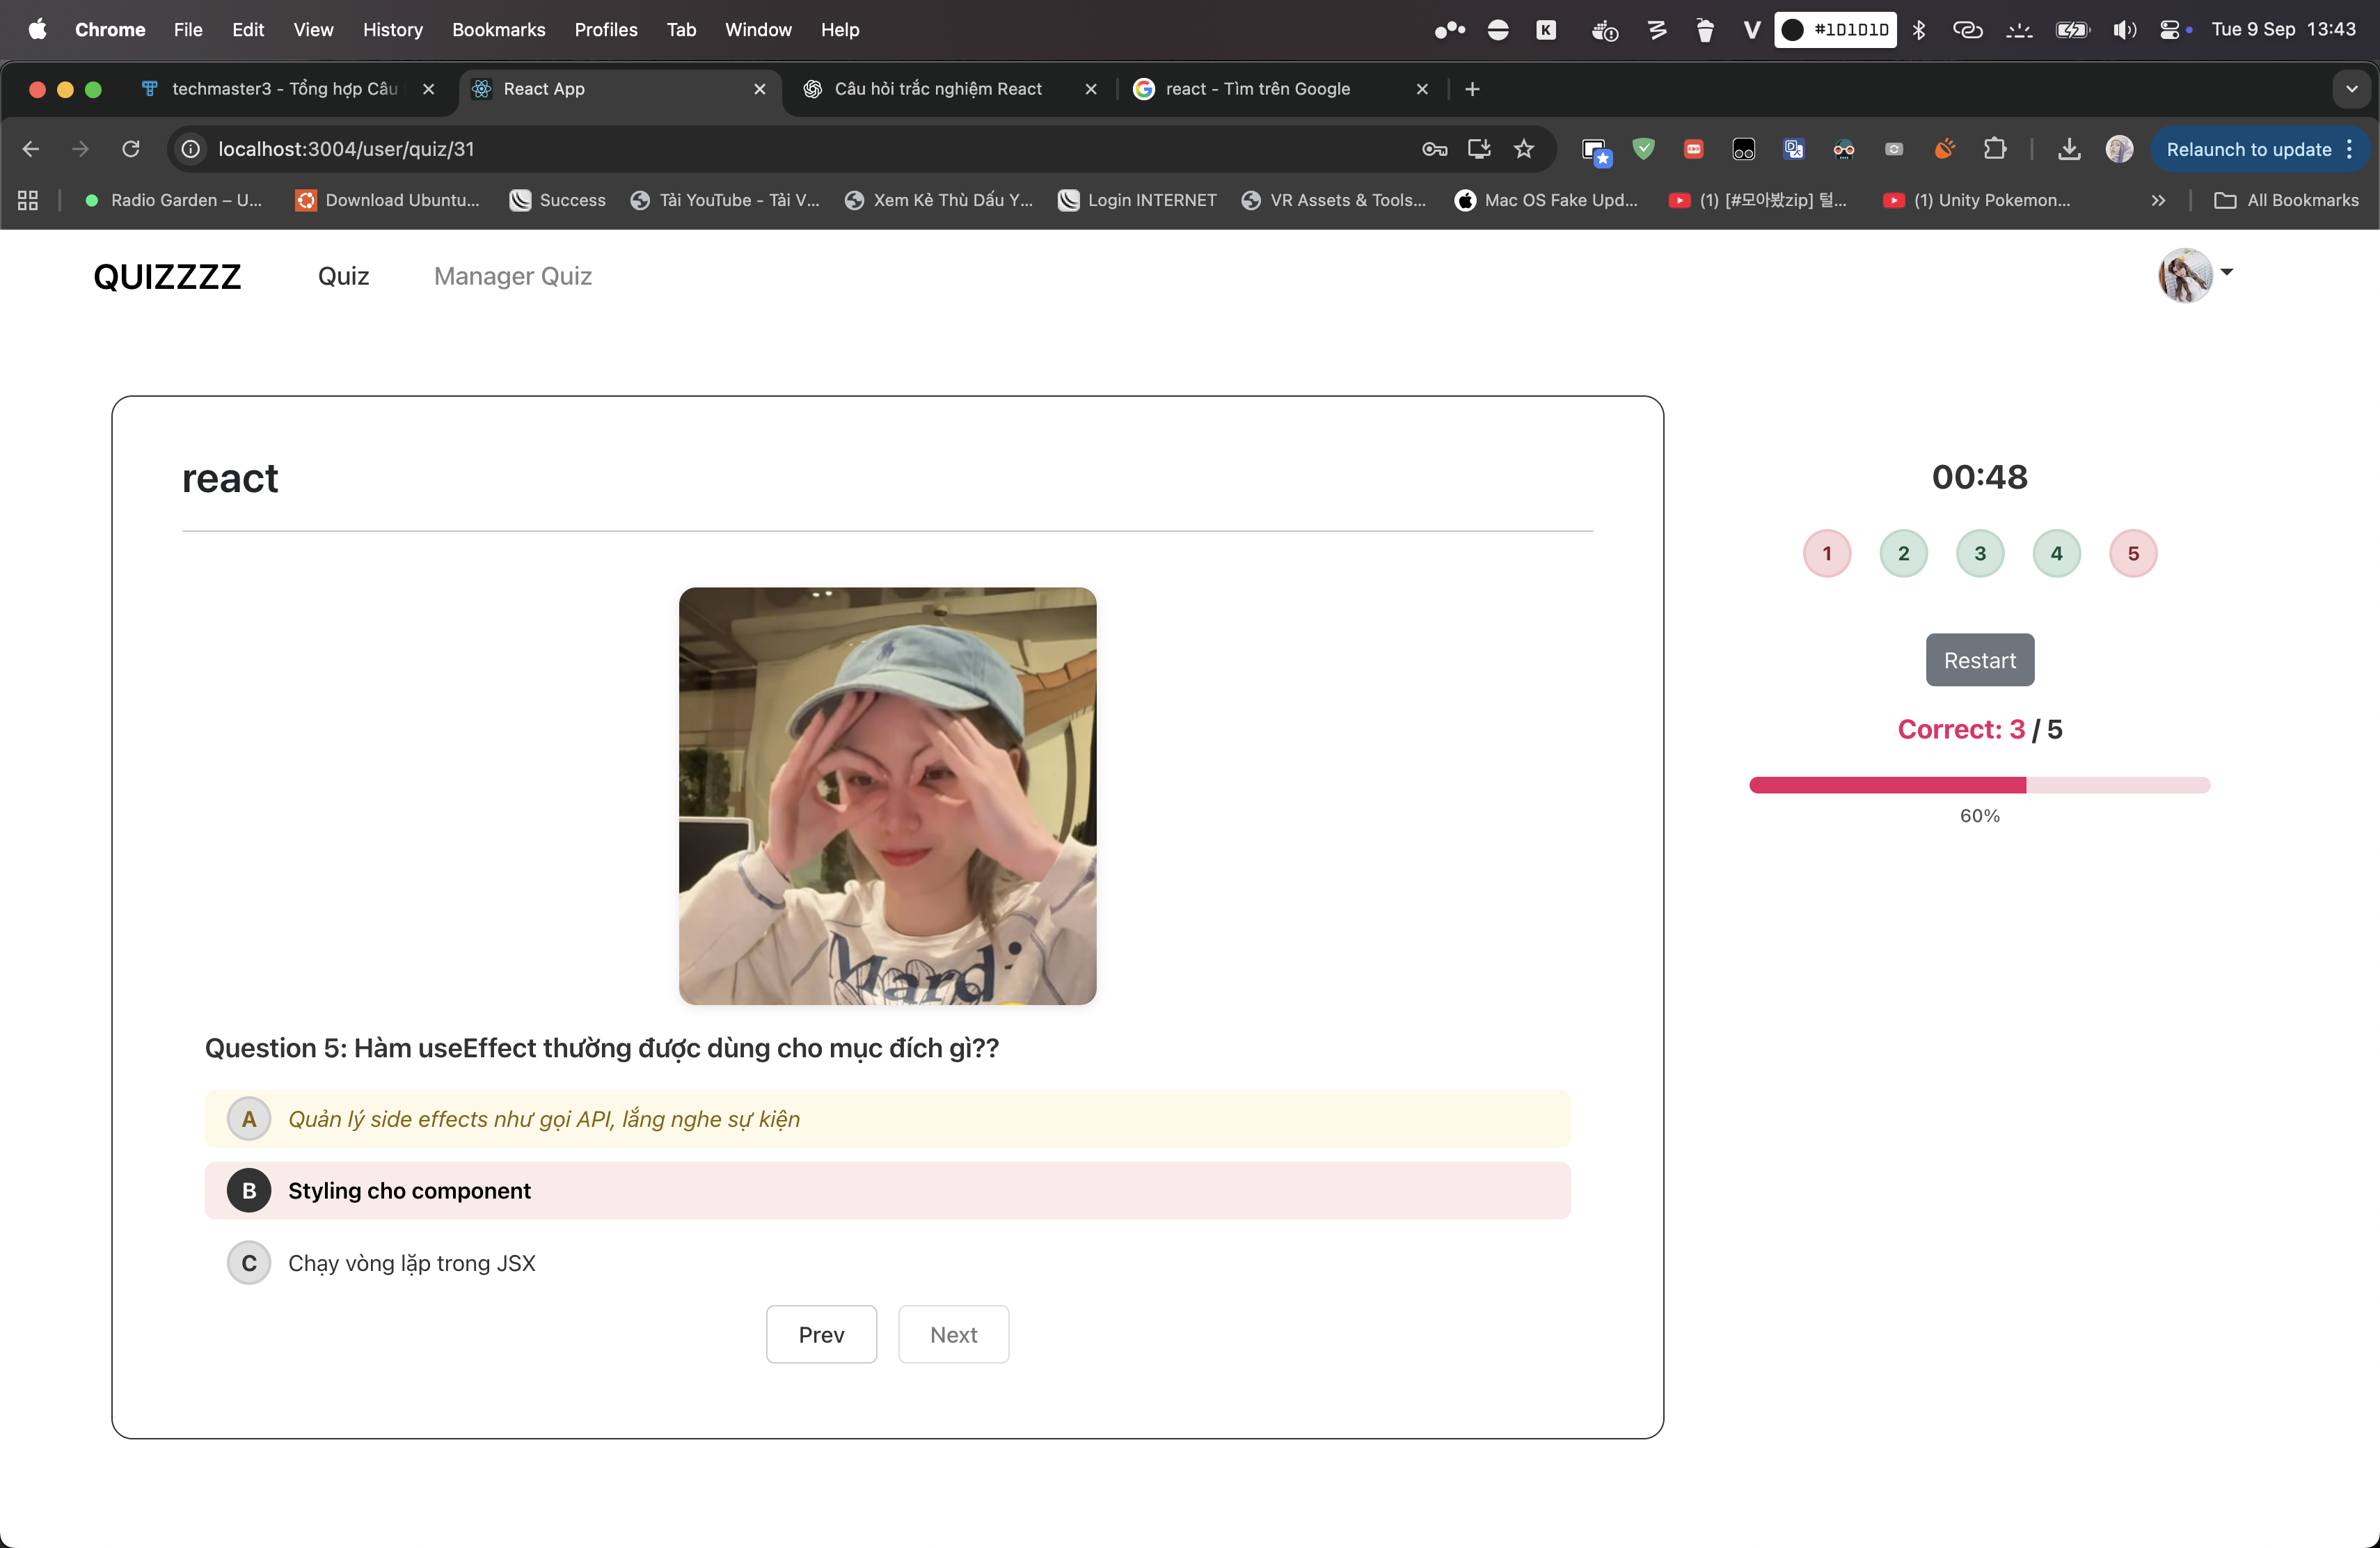 Chrome File Edit View History Bookmarks Profiles Tab Window Help K V #1D1D1D Tue 9 Sep 13:43
techmaster3 - Tổng hợp Câu React App Câu hỏi trắc nghiệm React react - Tìm trên Google
localhost:3004/user/quiz/31 Relaunch to update
Radio Garden – U... Download Ubuntu... Success Tải YouTube - Tải V... Xem Kẻ Thù Dấu Y... Login INTERNET VR Assets & Tools... Mac OS Fake Upd... (1) [#모아봤zip] 털... (1) Unity Pokemon... All Bookmarks
QUIZZZZ Quiz Manager Quiz
react
00:48
1 2 3 4 5
Restart
Correct: 3 / 5
60%
Mardi
Question 5: Hàm useEffect thường được dùng cho mục đích gì??
A Quản lý side effects như gọi API, lắng nghe sự kiện
B Styling cho component
C Chạy vòng lặp trong JSX
Prev Next